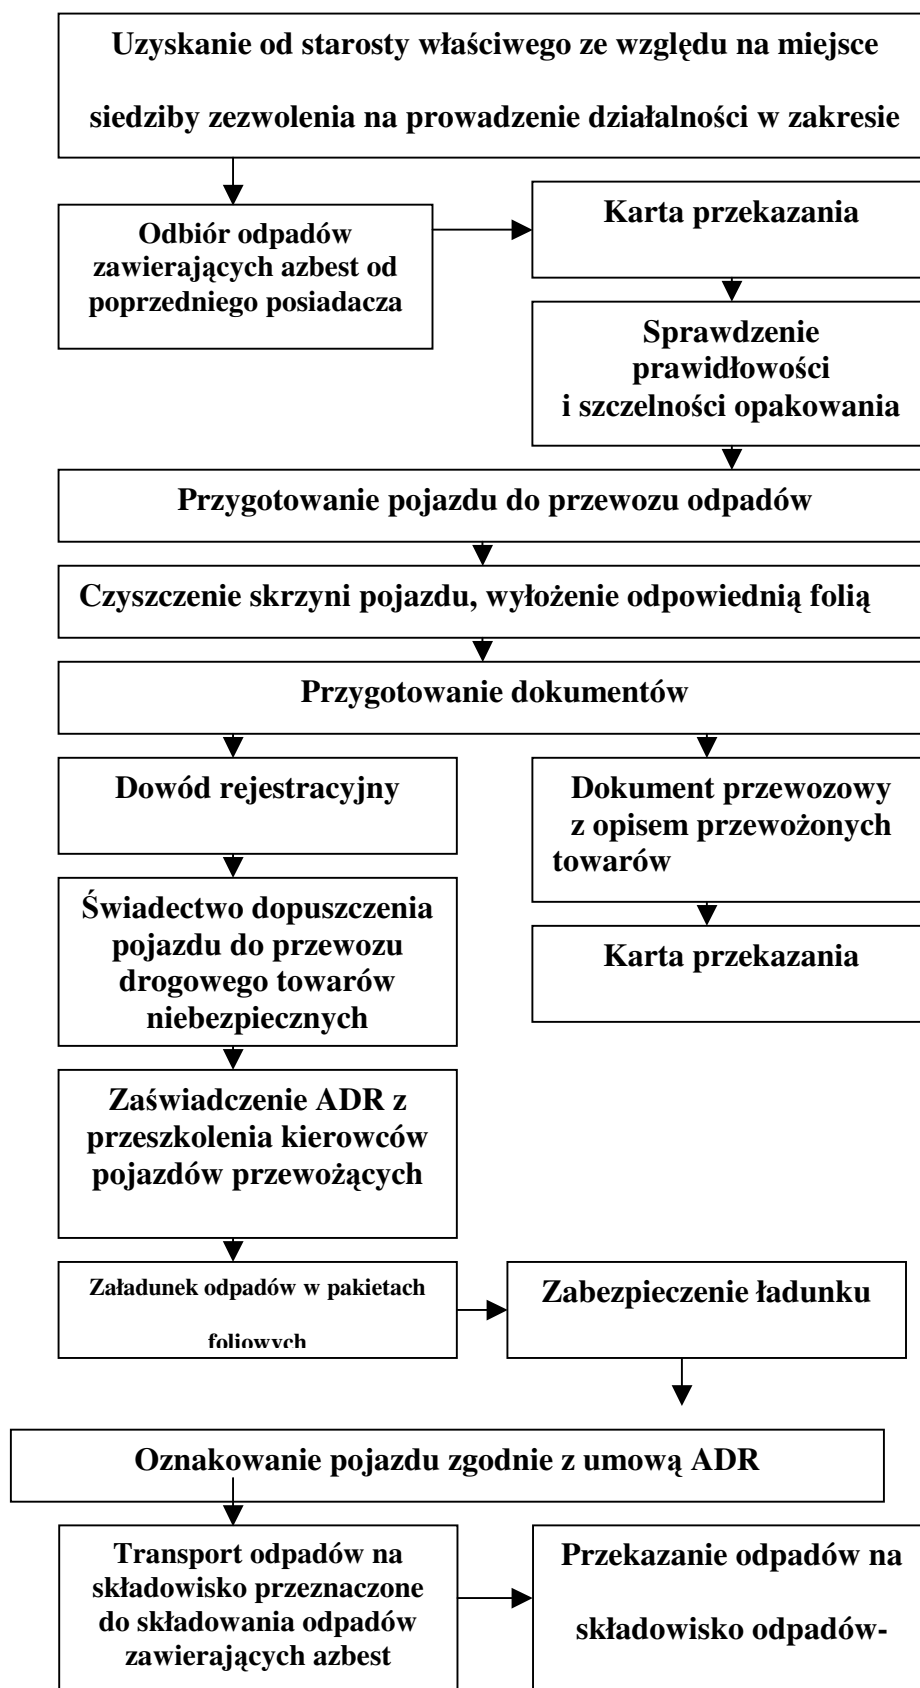 Uzyskanie od starosty właściwego ze względu na miejsce
siedziby zezwolenia na prowadzenie działalności w zakresie
Odbiór odpadów
zawierających azbest od
poprzedniego posiadacza
Karta przekazania
Sprawdzenie
prawidłowości
i szczelności opakowania
Przygotowanie pojazdu do przewozu odpadów
Czyszczenie skrzyni pojazdu, wyłożenie odpowiednią folią
Przygotowanie dokumentów
Dowód rejestracyjny
Świadectwo dopuszczenia
pojazdu do przewozu
drogowego towarów
niebezpiecznych
Zaświadczenie ADR z
przeszkolenia kierowców
pojazdów przewożących
Dokument przewozowy
z opisem przewożonych
towarów
Karta przekazania
Załadunek odpadów w pakietach
foliowych
Zabezpieczenie ładunku
Oznakowanie pojazdu zgodnie z umową ADR
Transport odpadów na
składowisko przeznaczone
do składowania odpadów
zawierających azbest
Przekazanie odpadów na
składowisko odpadów-